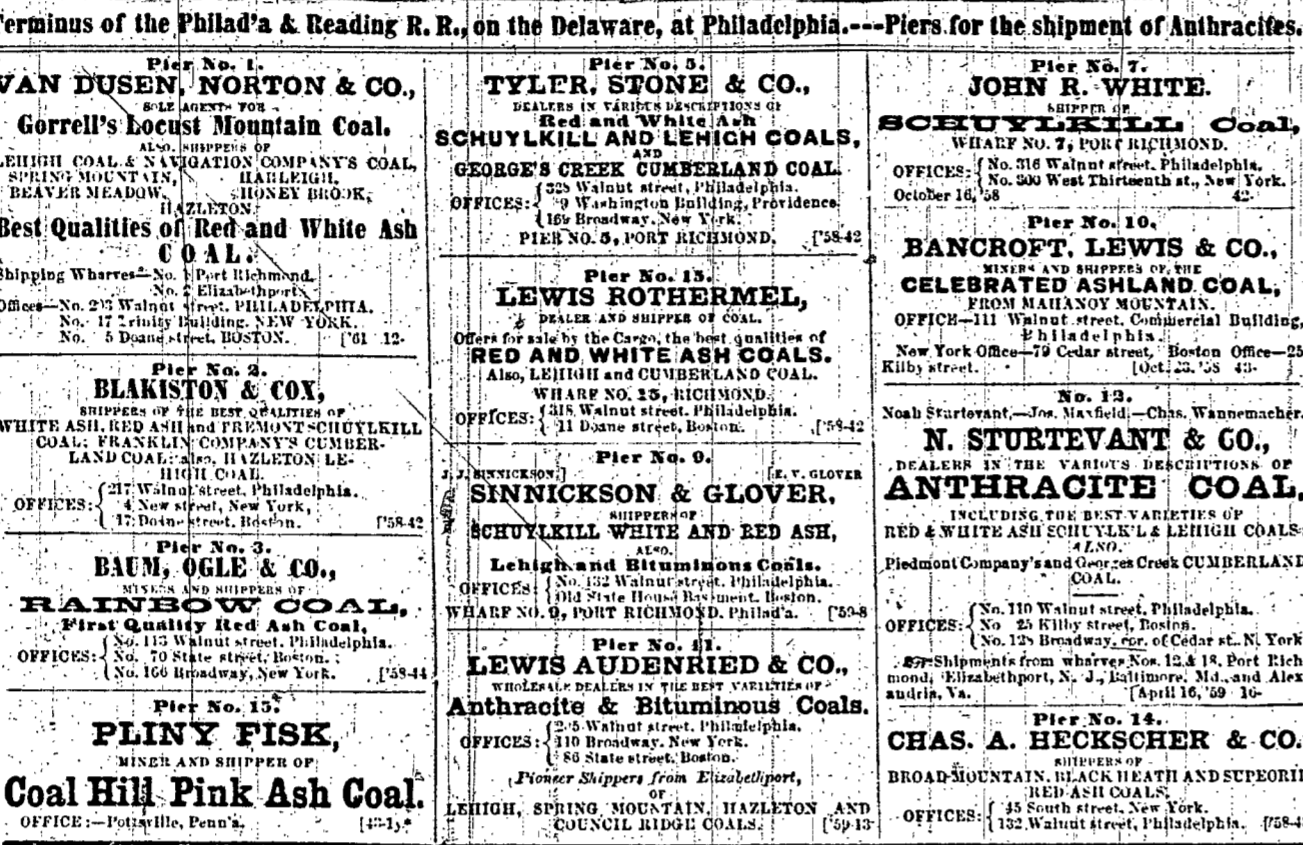 Terminus of the Philad'a & Reading R. R., on the Delaware, at Philadelphia.---Piers for the shipment of Anthracites.
Pier No. 1.
VAN DUSEN, NORTON & CO.,
SOLE AGENTS FOR
Gorrell's Locust Mountain Coal.
ALSO, SHIPPERS OF
LEHIGH COAL & NAVIGATION COMPANY'S COAL,
SPRING MOUNTAIN, HARLEIGH,
BEAVER MEADOW, HONEY BROOK,
HAZLETON.
Best Qualities of Red and White Ash
COAL.
Shipping Wharves—No. 1 Port Richmond.
No. 2 Elizabethport.
Offices—No. 203 Walnut street. PHILADELPHIA.
No. 17 Trinity Building. NEW YORK.
No. 5 Doane street, BOSTON. ['61 12-
Pier No. 2.
BLAKISTON & COX,
SHIPPERS OF THE BEST QUALITIES OF
WHITE ASH, RED ASH and FREMONT SCHUYLKILL
COAL; FRANKLIN COMPANY'S CUMBER-
LAND COAL; also, HAZLETON LE-
HIGH COAL.
OFFICES: 217 Walnut street, Philadelphia.
4 New street, New York,
17 Doane street, Boston. ['58-42
Pier No. 3.
BAUM, OGLE & CO.,
MINERS AND SHIPPERS OF
RAINBOW COAL,
First Quality Red Ash Coal,
OFFICES: No. 113 Walnut street, Philadelphia.
No. 70 State street, Boston.
No. 166 Broadway, New York. ['58-44
Pier No. 15.
PLINY FISK,
MINER AND SHIPPER OF
Coal Hill Pink Ash Coal.
OFFICE:—Pottsville, Penn'a. [43-1y*
Pier No. 5.
TYLER, STONE & CO.,
DEALERS IN VARIOUS DESCRIPTIONS OF
Red and White Ash
SCHUYLKILL AND LEHIGH COALS,
AND
GEORGE'S CREEK CUMBERLAND COAL.
OFFICES: 328 Walnut street, Philadelphia.
9 Washington Building, Providence
Broadway, New York.
PIER NO. 5, PORT RICHMOND. ['58-42
Pier No. 15.
LEWIS ROTHERMEL,
DEALER AND SHIPPER OF COAL.
Offers for sale by the Cargo, the best qualities of
RED AND WHITE ASH COALS.
Also, LEHIGH and CUMBERLAND COAL.
WHARF NO. 15, RICHMOND.
OFFICES: 318 Walnut street, Philadelphia.
11 Doane street, Boston. ['58-42
Pier No. 9.
J. J. SINNICKSON.] [E. V. GLOVER
SINNICKSON & GLOVER,
SHIPPERS OF
SCHUYLKILL WHITE AND RED ASH,
ALSO,
Lehigh and Bituminous Coals.
OFFICES: No. 132 Walnut street, Philadelphia.
Old State House Basement, Boston.
WHARF NO. 9, PORT RICHMOND. Philad'a. ['59-8
Pier No. 11.
LEWIS AUDENRIED & CO.,
WHOLESALE DEALERS IN THE BEST VARIETIES OF
Anthracite & Bituminous Coals.
OFFICES: 205 Walnut street. Philadelphia.
110 Broadway. New York.
86 State street, Boston.
Pioneer Shippers from Elizabethport,
OF
LEHIGH, SPRING MOUNTAIN, HAZLETON AND
COUNCIL RIDGE COALS. ['59-13
Pier No. 7.
JOHN R. WHITE.
SHIPPER OF
SCHUYLKILL Coal,
WHARF NO. 7, PORT RICHMOND.
OFFICES: No. 316 Walnut street. Philadelphia.
No. 300 West Thirteenth st., New York.
October 16, '58 42-
Pier No. 10.
BANCROFT, LEWIS & CO.,
MINERS AND SHIPPERS OF THE
CELEBRATED ASHLAND COAL,
FROM MAHANOY MOUNTAIN.
OFFICE—111 Walnut street. Commercial Building,
Philadelphia.
New York Office—79 Cedar street, Boston Office—25
Kilby street. [Oct. 23. '58 43-
No. 12.
Noah Sturtevant,—Jos. Maxfield,—Chas. Wannemacher.
N. STURTEVANT & CO.,
DEALERS IN THE VARIOUS DESCRIPTIONS OF
ANTHRACITE COAL,
INCLUDING THE BEST VARIETIES OF
RED & WHITE ASH SCHUYLK'L & LEHIGH COALS
ALSO.
Piedmont Company's and Georges Creek CUMBERLAND
COAL.
OFFICES: No. 110 Walnut street, Philadelphia.
No 25 Kilby street, Boston.
No. 128 Broadway, cor. of Cedar st., N. York
Shipments from wharves Nos. 12 & 18, Port Rich
mond, Elizabethport, N. J., Baltimore, Md., and Alex
andria, Va. [April 16, '59 16-
Pier No. 14.
CHAS. A. HECKSCHER & CO.
SHIPPERS OF
BROAD MOUNTAIN, BLACK HEATH AND SUPEORIR
RED ASH COALS,
OFFICES: 45 South street, New York.
132 Walnut street, Philadelphia. ['58-4